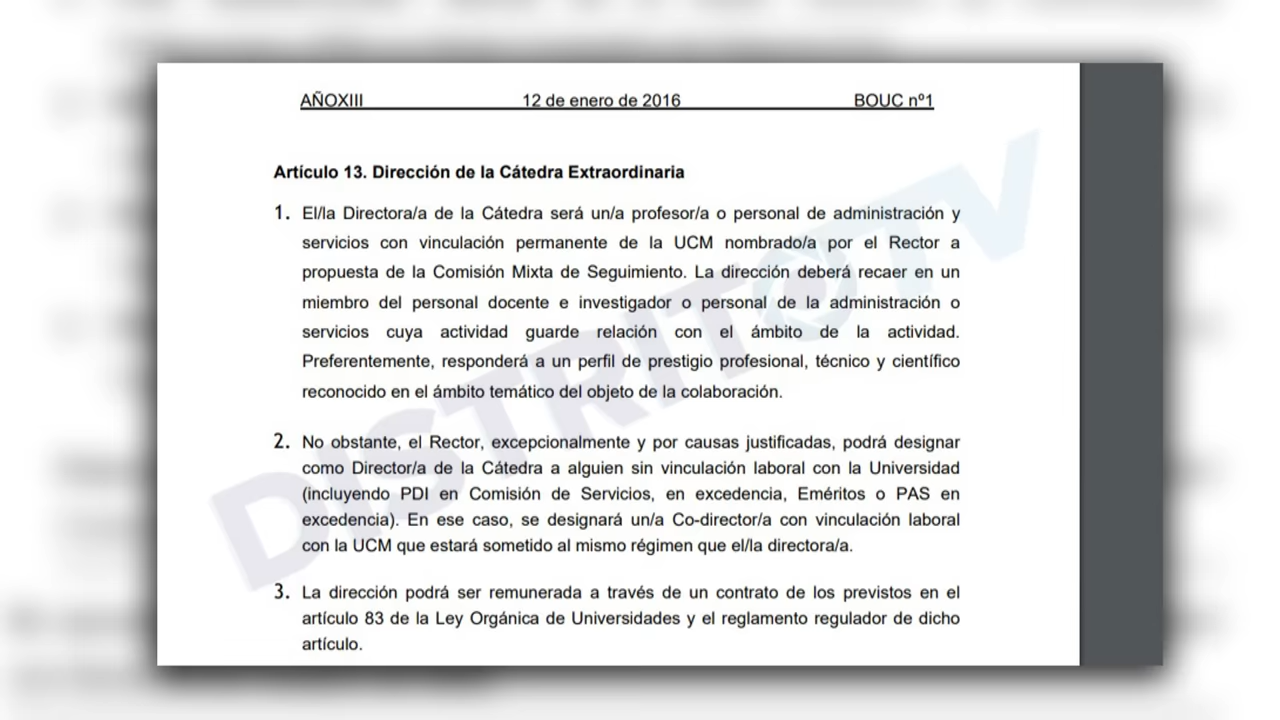 AÑOXIII 12 de enero de 2016 BOUC nº1
Artículo 13. Dirección de la Cátedra Extraordinaria
1. El/la Directora/a de la Cátedra será un/a profesor/a o personal de administración y
servicios con vinculación permanente de la UCM nombrado/a por el Rector a
propuesta de la Comisión Mixta de Seguimiento. La dirección deberá recaer en un
miembro del personal docente e investigador o personal de la administración o
servicios cuya actividad guarde relación con el ámbito de la actividad.
Preferentemente, responderá a un perfil de prestigio profesional, técnico y científico
reconocido en el ámbito temático del objeto de la colaboración.
2. No obstante, el Rector, excepcionalmente y por causas justificadas, podrá designar
como Director/a de la Cátedra a alguien sin vinculación laboral con la Universidad
(incluyendo PDI en Comisión de Servicios, en excedencia, Eméritos o PAS en
excedencia). En ese caso, se designará un/a Co-director/a con vinculación laboral
con la UCM que estará sometido al mismo régimen que el/la directora/a.
3. La dirección podrá ser remunerada a través de un contrato de los previstos en el
artículo 83 de la Ley Orgánica de Universidades y el reglamento regulador de dicho
artículo.
DISTRITO TV